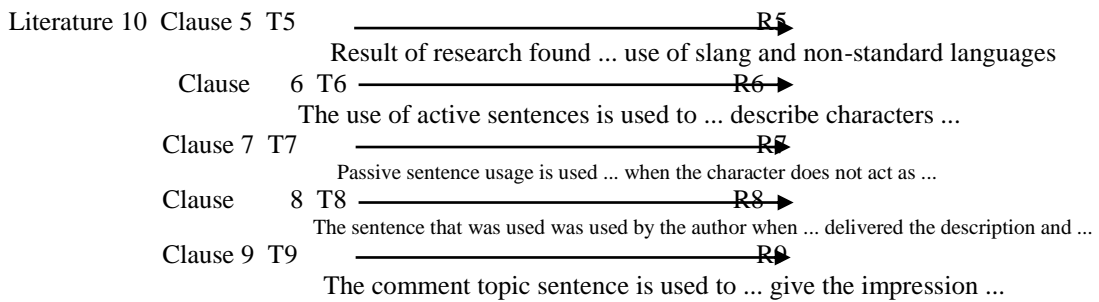 Literature 10 Clause 5 T5 R5
Result of research found ... use of slang and non-standard languages
Clause 6 T6 R6
The use of active sentences is used to ... describe characters ...
Clause 7 T7 R7
Passive sentence usage is used ... when the character does not act as ...
Clause 8 T8 R8
The sentence that was used was used by the author when ... delivered the description and ...
Clause 9 T9 R9
The comment topic sentence is used to ... give the impression ...